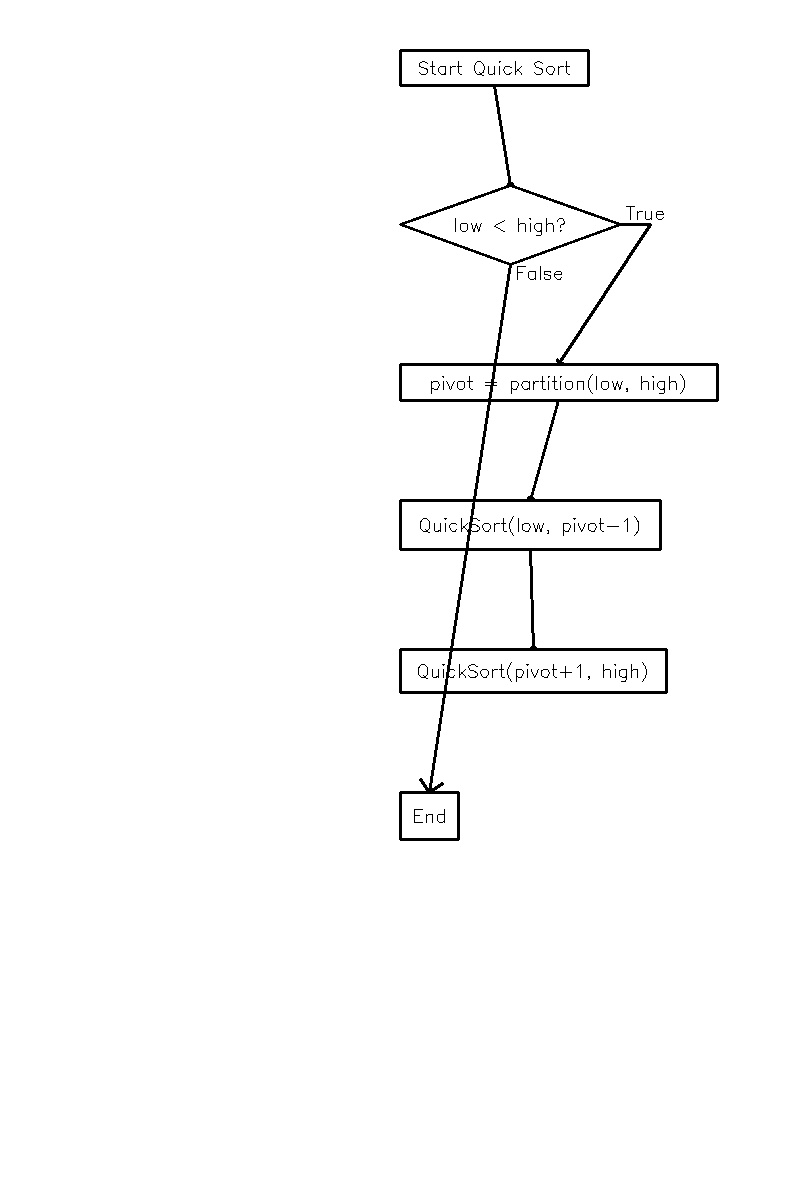 Start Quick Sort
low < high?
True
False
pivot = partition(low, high)
QuickSort(low, pivot-1)
QuickSort(pivot+1, high)
End